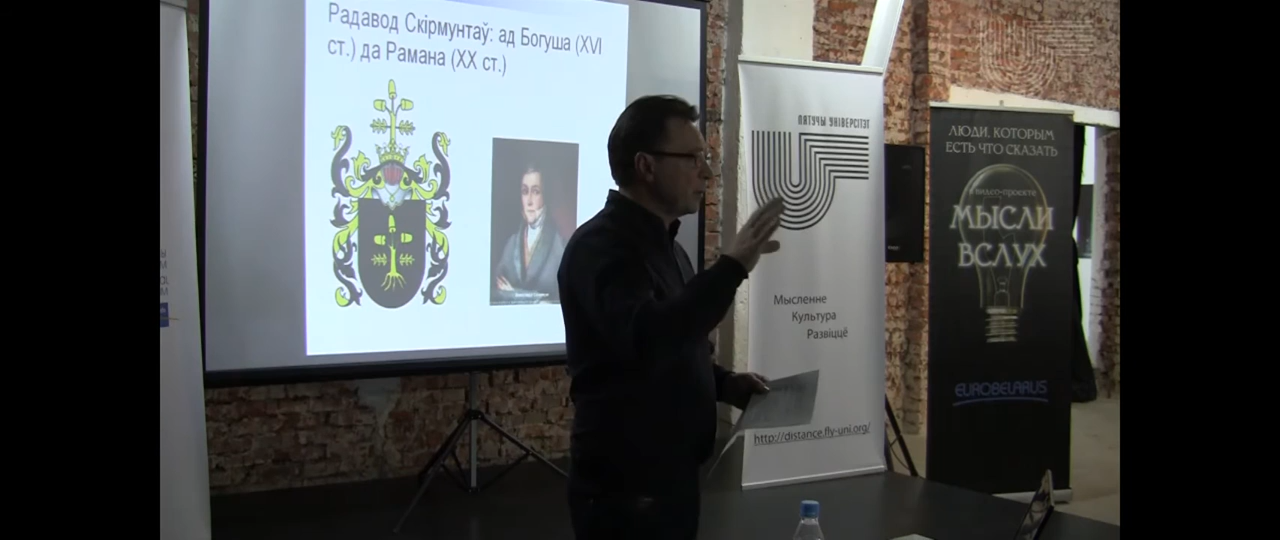 Радавод Скірмунтаў: ад Богуша (XVI
ст.) да Рамана (XX ст.)
ЛЯТУЧЫ УНІВЕРСІТЭТ
Мысленне
Культура
Развіццё
http://distance.fly-uni.org/
ЛЮДИ, КОТОРЫМ
ЕСТЬ ЧТО СКАЗАТЬ
в видео-проекте
МЫСЛИ
ВСЛУХ
EUROBELARUS